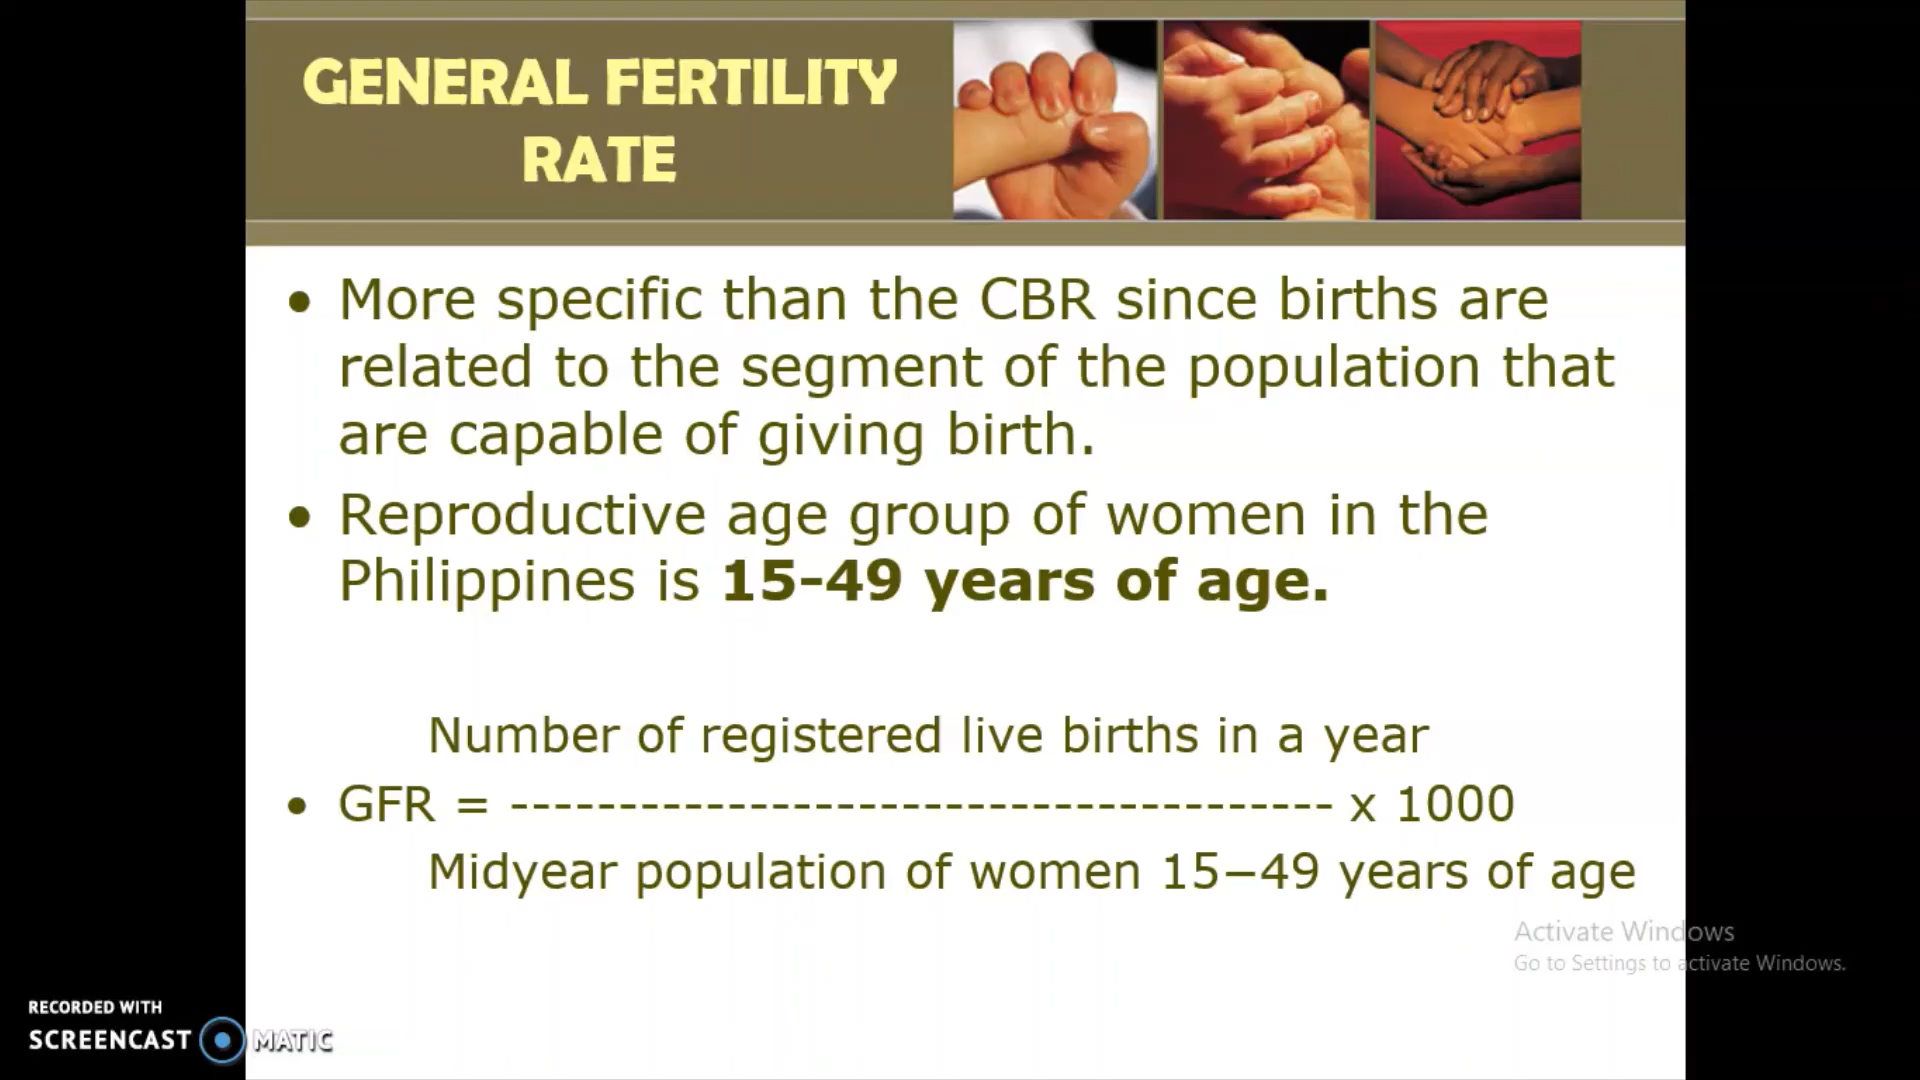 GENERAL FERTILITY
RATE
• More specific than the CBR since births are
related to the segment of the population that
are capable of giving birth.
• Reproductive age group of women in the
Philippines is 15-49 years of age.
Number of registered live births in a year
• GFR = -------------------------------------- x 1000
Midyear population of women 15–49 years of age
Activate Windows
Go to Settings to activate Windows.
RECORDED WITH
SCREENCAST MATIC